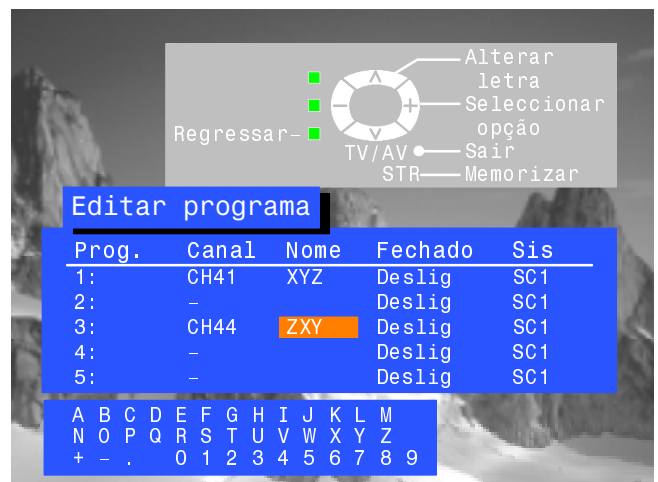 Alterar
letra
Seleccionar
opção
Regressar–
TV/AV Sair
STR Memorizar
Editar programa
Prog. Canal Nome Fechado Sis
1: CH41 XYZ Deslig SC1
2: – Deslig SC1
3: CH44 ZXY Deslig SC1
4: – Deslig SC1
5: – Deslig SC1
A B C D E F G H I J K L M
N O P Q R S T U V W X Y Z
+ – . 0 1 2 3 4 5 6 7 8 9